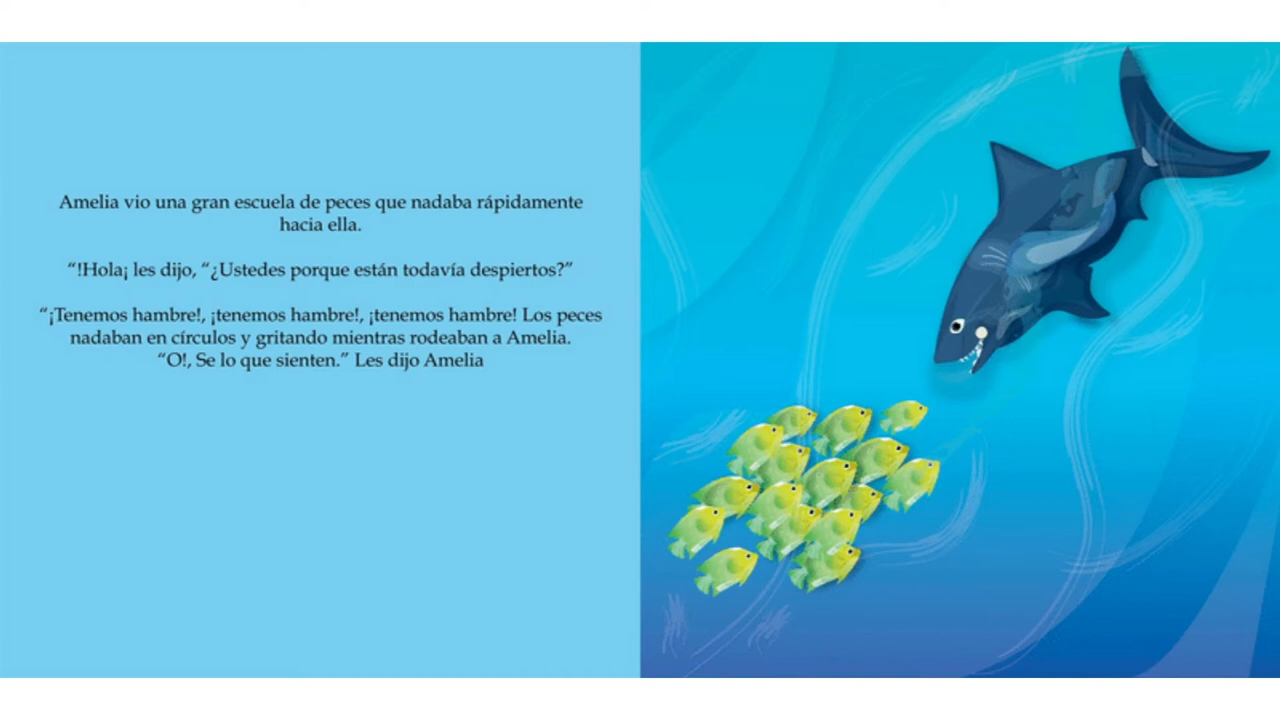 Amelia vio una gran escuela de peces que nadaba rápidamente
hacia ella.
“!Hola¡ les dijo, “¿Ustedes porque están todavía despiertos?”
“¡Tenemos hambre!, ¡tenemos hambre!, ¡tenemos hambre! Los peces
nadaban en círculos y gritando mientras rodeaban a Amelia.
“O!, Se lo que sienten.” Les dijo Amelia